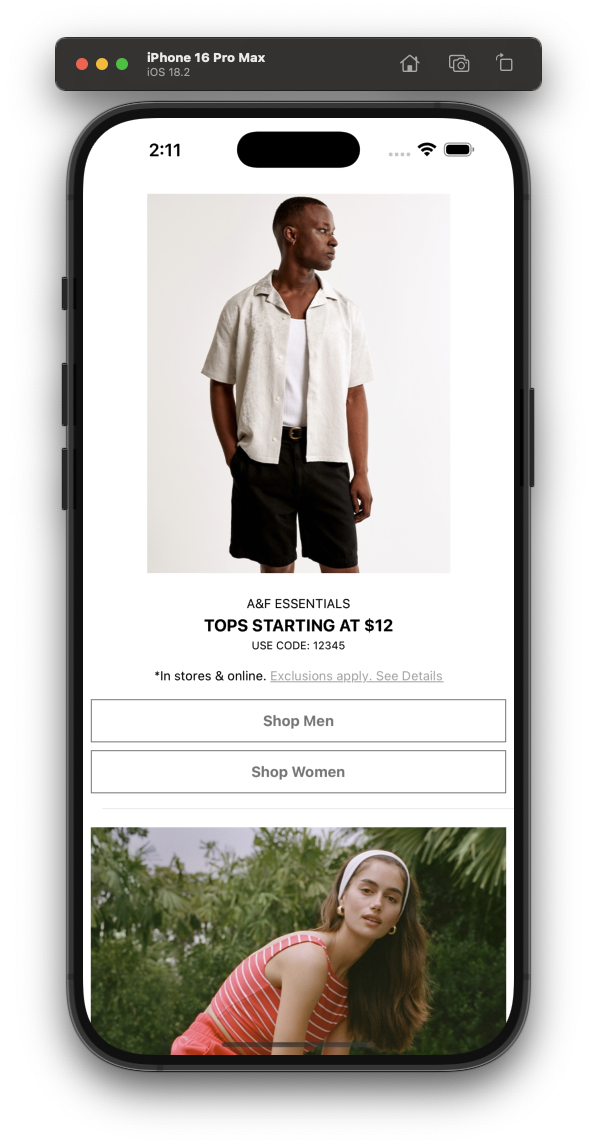 iPhone 16 Pro Max
iOS 18.2
2:11
A&F ESSENTIALS
TOPS STARTING AT $12
USE CODE: 12345
*In stores & online. Exclusions apply. See Details
Shop Men
Shop Women